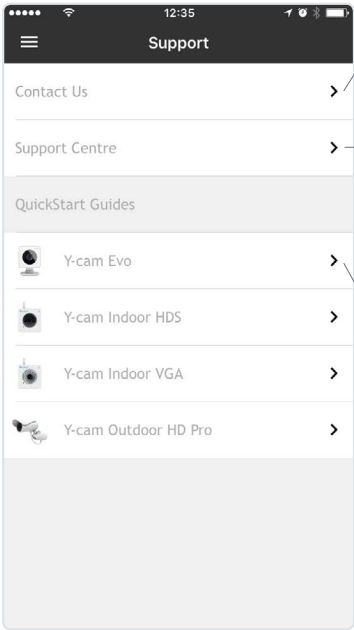 12:35
Support
Contact Us
Support Centre
QuickStart Guides
Y-cam Evo
Y-cam Indoor HDS
Y-cam Indoor VGA
Y-cam Outdoor HD Pro